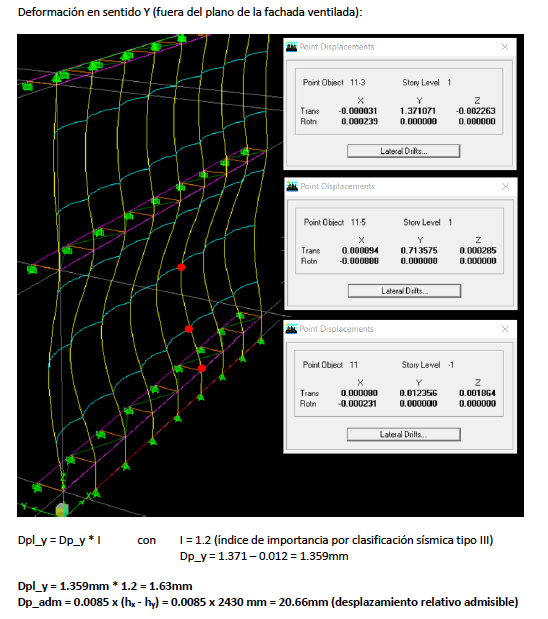 Deformación en sentido Y (fuera del plano de la fachada ventilada):
Point Displacements
Point Object 11-3 Story Level 1
X Y Z
Trans -0.000031 1.371071 -0.002263
Rotn 0.000239 0.000000 0.000000
Lateral Drifts...
Point Displacements
Point Object 11-5 Story Level 1
X Y Z
Trans 0.000094 0.713575 0.000285
Rotn -0.000888 0.000000 0.000000
Lateral Drifts...
Point Displacements
Point Object 11 Story Level -1
X Y Z
Trans 0.000080 0.012356 0.001864
Rotn -0.000231 0.000000 0.000000
Lateral Drifts...
Z
Y X
Dpl_y = Dp_y * I con I = 1.2 (índice de importancia por clasificación sísmica tipo III)
Dp_y = 1.371 – 0.012 = 1.359mm
Dpl_y = 1.359mm * 1.2 = 1.63mm
Dp_adm = 0.0085 x (hx - hy) = 0.0085 x 2430 mm = 20.66mm (desplazamiento relativo admisible)